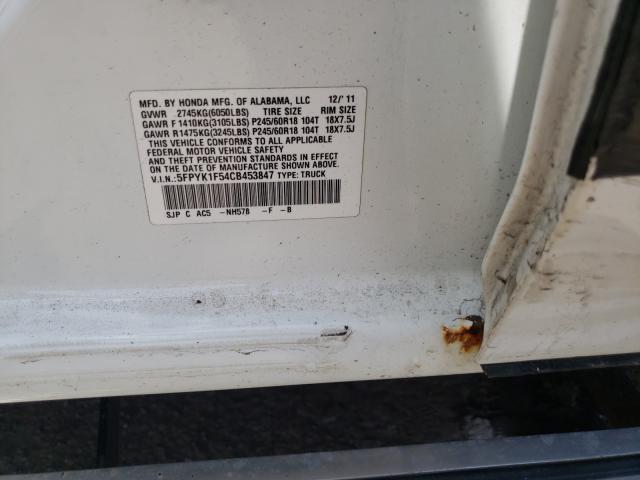 MFD. BY HONDA MFG. OF ALABAMA, LLC 12/'11
GVWR 2745KG(6050LBS) TIRE SIZE RIM SIZE
GAWR F 1410KG(3105LBS) P245/60R18 104T 18X7.5J
GAWR R1475KG(3245LBS) P245/60R18 104T 18X7.5J
THIS VEHICLE CONFORMS TO ALL APPLICABLE
FEDERAL MOTOR VEHICLE SAFETY
AND THEFT PREVENTION STANDARDS IN EFFECT
ON THE DATE OF MANUFACTURE SHOWN ABOVE.
V.I.N.:5FPYK1F54CB453847 TYPE:TRUCK
SJP C AC5 -NH578 -F -B